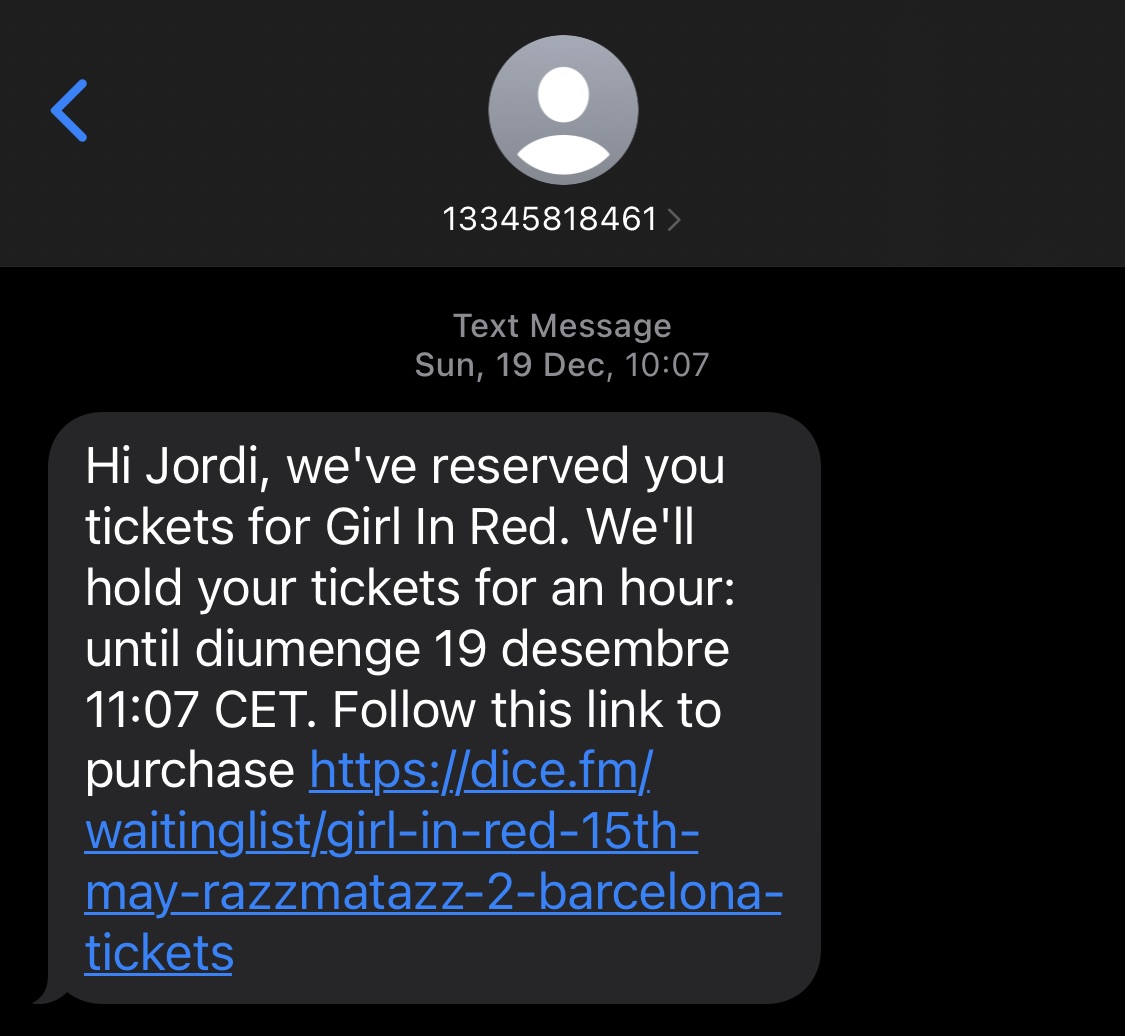 13345818461
Text Message
Sun, 19 Dec, 10:07
Hi Jordi, we've reserved you
tickets for Girl In Red. We'll
hold your tickets for an hour:
until diumenge 19 desembre
11:07 CET. Follow this link to
purchase https://dice.fm/
waitinglist/girl-in-red-15th-
may-razzmatazz-2-barcelona-
tickets